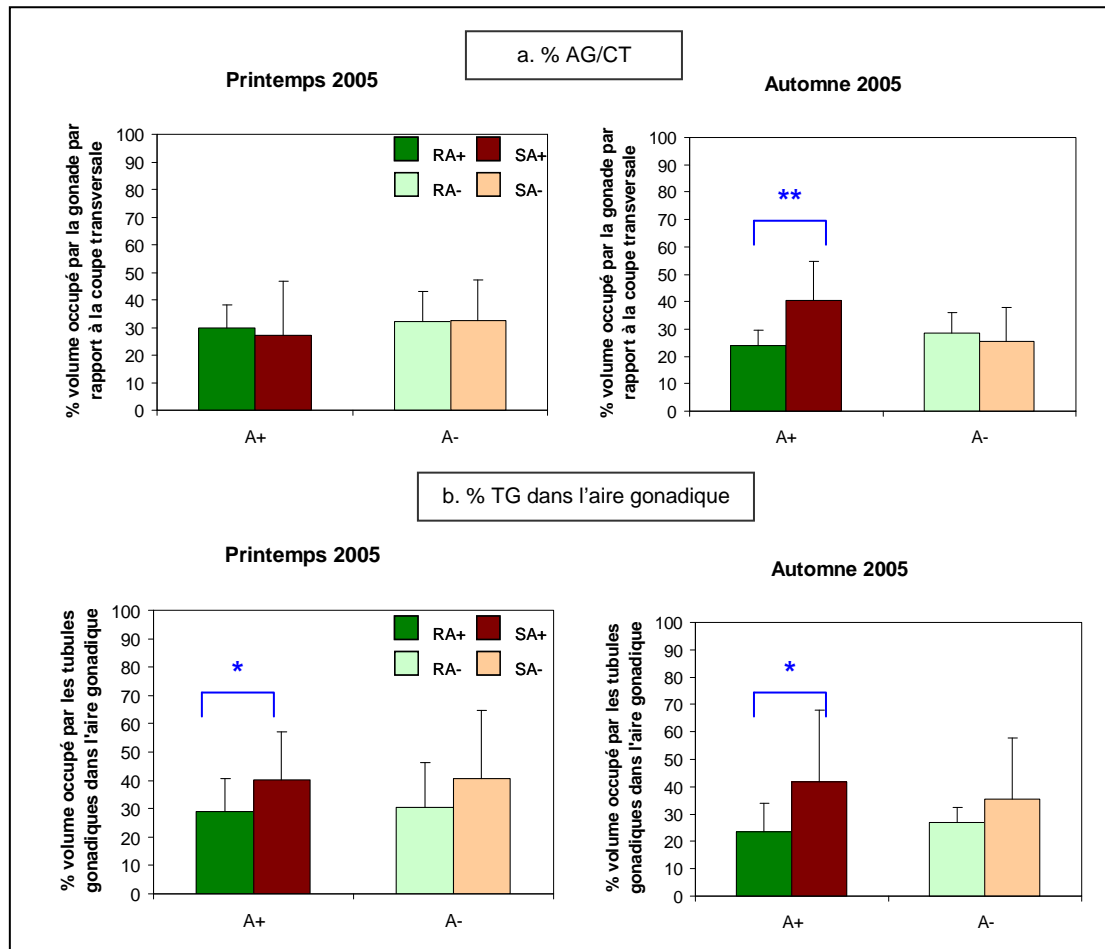 a. % AG/CT
Printemps 2005
Automne 2005
% volume occupé par la gonade par
rapport à la coupe transversale
100
90
80
70
60
50
40
30
20
10
0
RA+ SA+
RA- SA-
A+ A-
% volume occupé par la gonade par
rapport à la coupe transversale
100
90
80
70
60
50
40
30
20
10
0
**
A+ A-
b. % TG dans l'aire gonadique
Printemps 2005
Automne 2005
% volume occupé par les tubules
gonadiques dans l'aire gonadique
100
90
80
70
60
50
40
30
20
10
0
*
RA+ SA+
RA- SA-
A+ A-
% volume occupé par les tubules
gonadiques dans l'aire gonadique
100
90
80
70
60
50
40
30
20
10
0
*
A+ A-